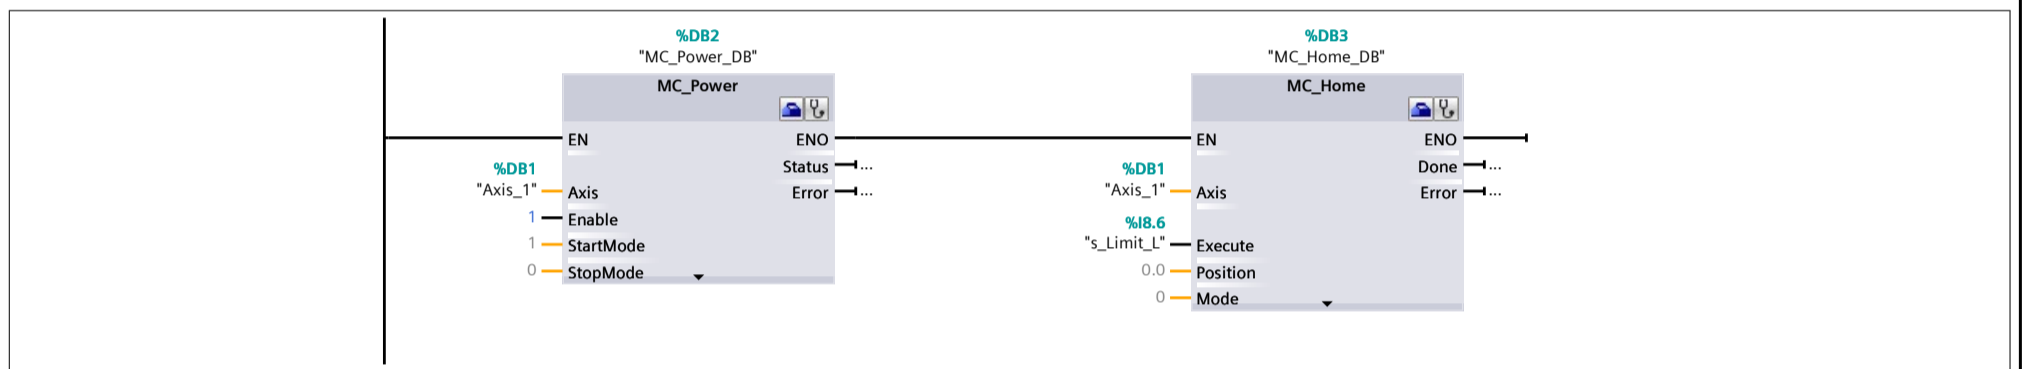 %DB2
"MC_Power_DB"
MC_Power
EN
ENO
Status
...
%DB1
"Axis_1"
Axis
Error
...
1
Enable
1
StartMode
0
StopMode
%DB3
"MC_Home_DB"
MC_Home
EN
ENO
Done
...
%DB1
"Axis_1"
Axis
Error
...
%I8.6
"s_Limit_L"
Execute
0.0
Position
0
Mode